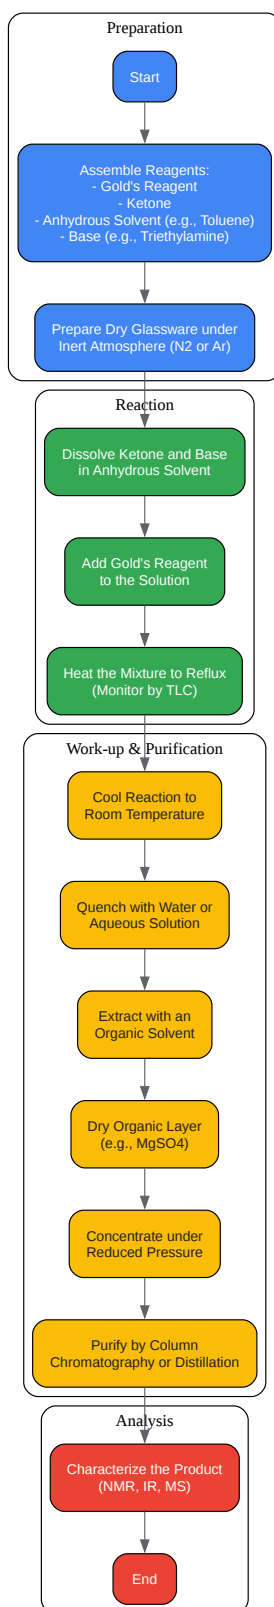 Preparation
Start
Assemble Reagents:
- Gold's Reagent
- Ketone
- Anhydrous Solvent (e.g., Toluene)
- Base (e.g., Triethylamine)
Prepare Dry Glassware under
Inert Atmosphere (N2 or Ar)
Reaction
Dissolve Ketone and Base
in Anhydrous Solvent
Add Gold's Reagent
to the Solution
Heat the Mixture to Reflux
(Monitor by TLC)
Work-up & Purification
Cool Reaction to
Room Temperature
Quench with Water or
Aqueous Solution
Extract with an
Organic Solvent
Dry Organic Layer
(e.g., MgSO4)
Concentrate under
Reduced Pressure
Purify by Column
Chromatography or Distillation
Analysis
Characterize the Product
(NMR, IR, MS)
End